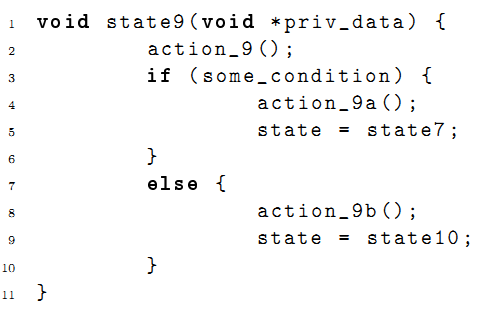 1 void state9(void *priv_data) {
2 action_9();
3 if (some_condition) {
4 action_9a();
5 state = state7;
6 }
7 else {
8 action_9b();
9 state = state10;
10 }
11 }